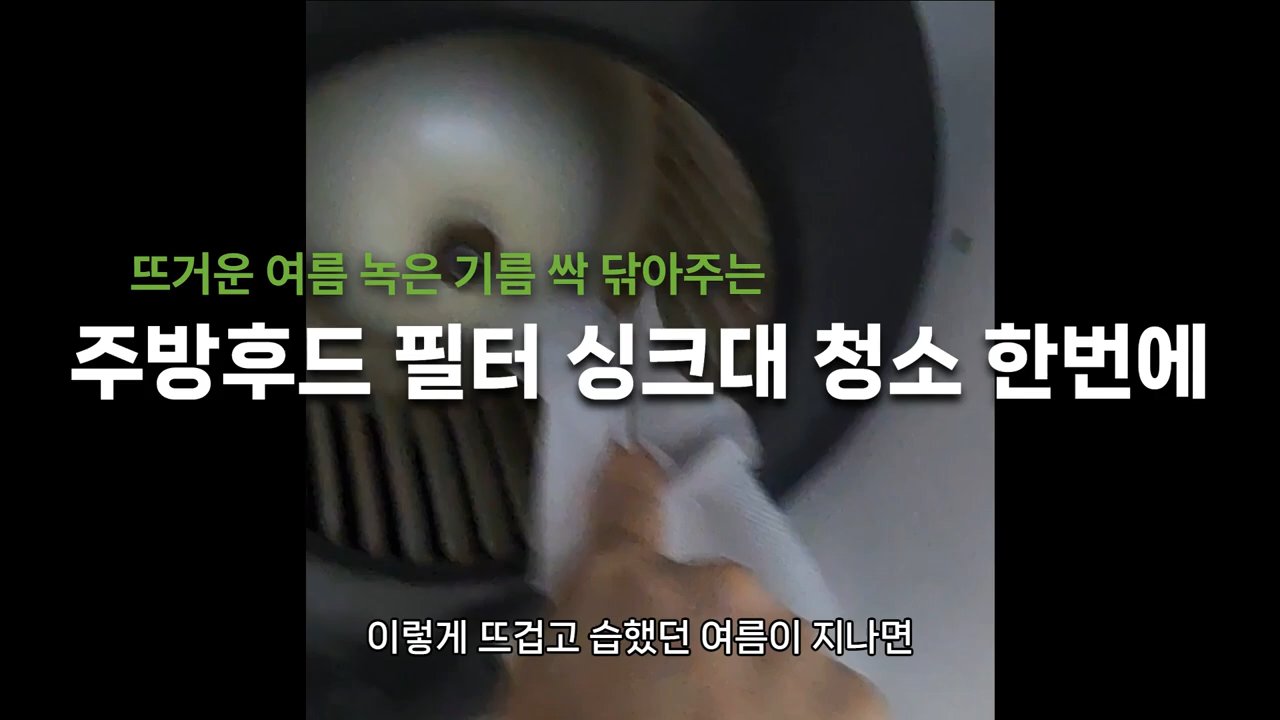 뜨거운 여름 녹은 기름 싹 닦아주는
주방후드 필터 싱크대 청소 한번에
이렇게 뜨겁고 습했던 여름이 지나면